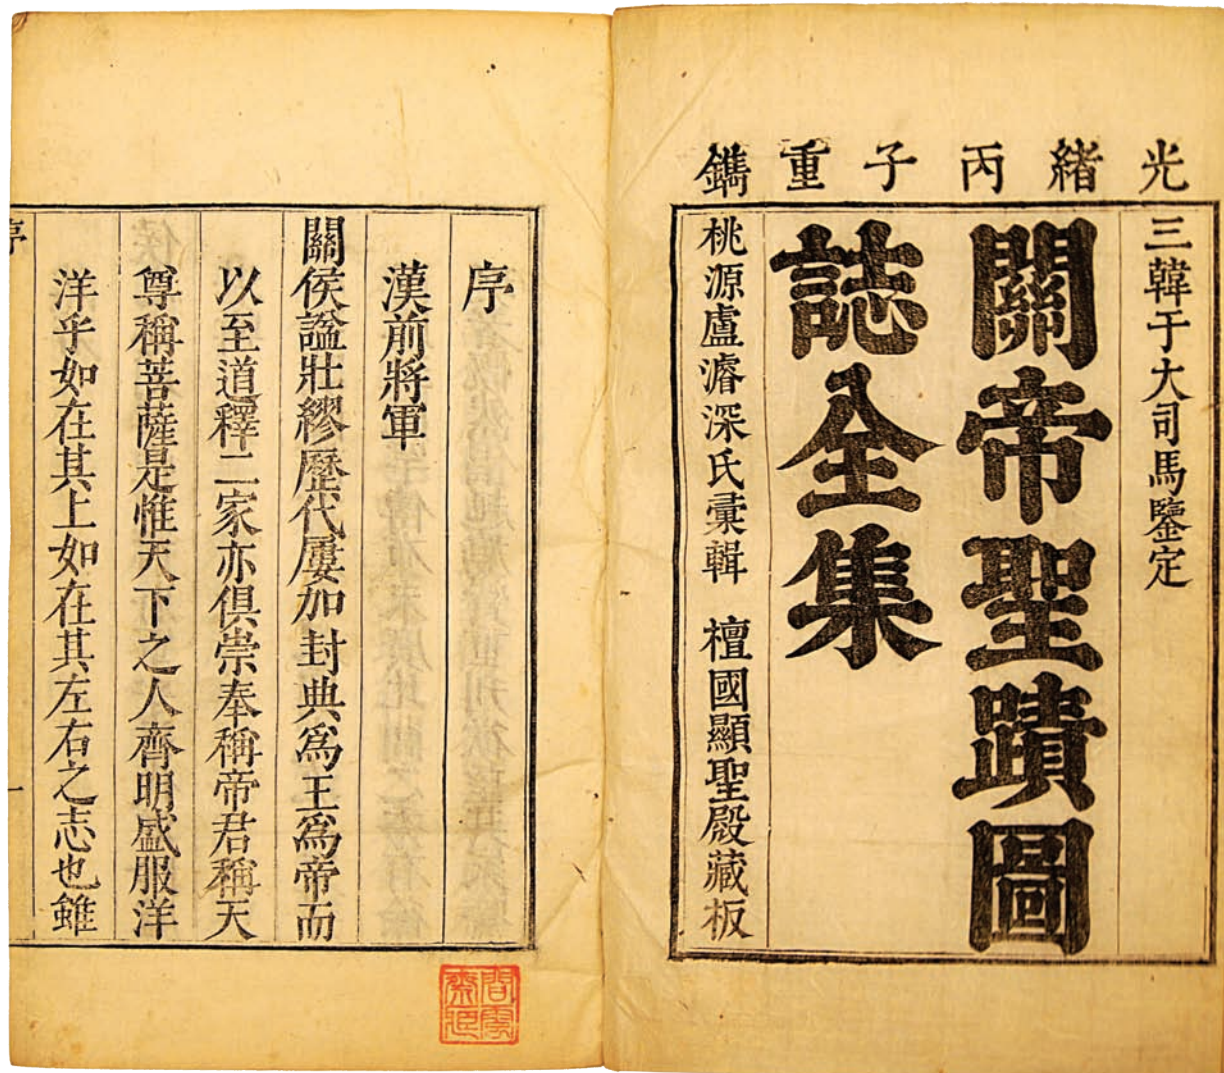 光緒丙子重鐫
三韓于大司馬鑒定
關帝聖蹟圖
誌全集
桃源盧濬深氏彙輯 檀國顯聖殿藏板
序
漢前將軍
關侯謚壯繆歷代屢加封典爲王爲帝而
以至道釋二家亦俱崇奉稱帝君稱天
尊稱菩薩是惟天下之人齊明盛服洋
洋乎如在其上如在其左右之志也雖
序
一